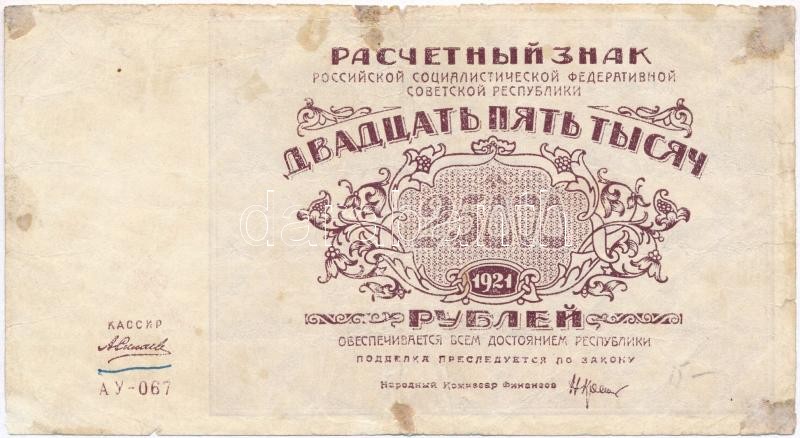 РАСЧЕТНЫЙ ЗНАК
РОССИЙСКОЙ СОЦИАЛИСТИЧЕСКОЙ ФЕДЕРАТИВНОЙ
СОВЕТСКОЙ РЕСПУБЛИКИ
ДВАДЦАТЬ ПЯТЬ ТЫСЯЧ
25000
1921
РУБЛЕЙ
ОБЕСПЕЧИВАЕТСЯ ВСЕМ ДОСТОЯНИЕМ РЕСПУБЛИКИ
ПОДДЕЛКА ПРЕСЛЕДУЕТСЯ ПО ЗАКОНУ
Народный Комиссар Финансов
КАССИР
АУ-067
15-